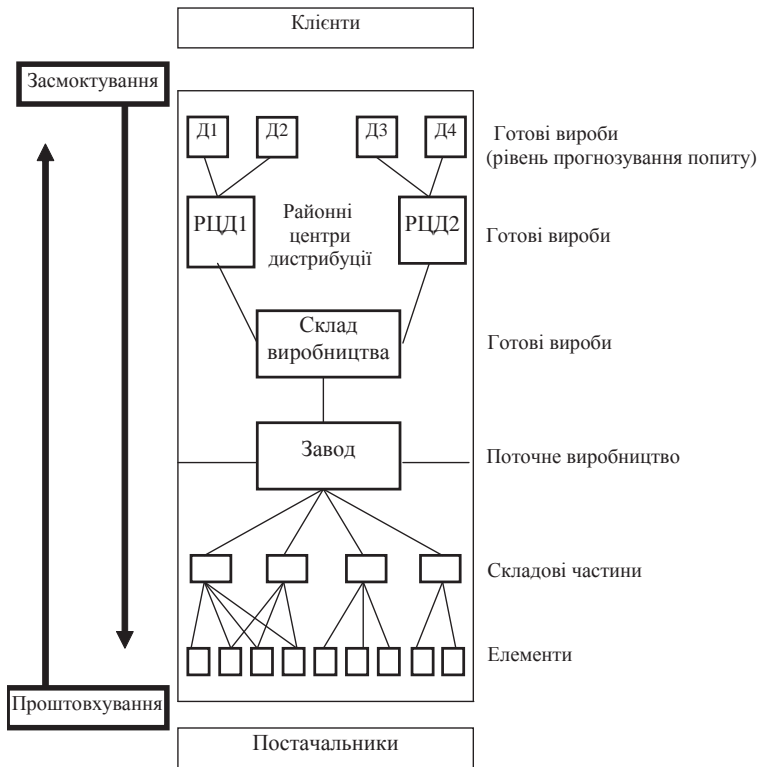 Клієнти
Засмоктування
Д1
Д2
Д3
Д4
Готові вироби
(рівень прогнозування попиту)
РЦД1
Районні
центри
дистрибуції
РЦД2
Готові вироби
Склад
виробництва
Готові вироби
Завод
Поточне виробництво
Складові частини
Елементи
Проштовхування
Постачальники